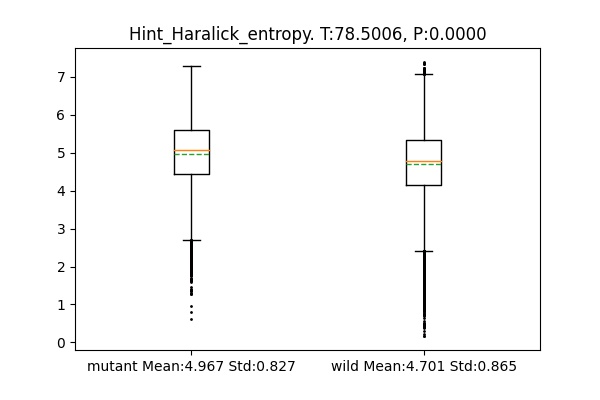 Hint_Haralick_entropy. T:78.5006, P:0.0000
7
6
5
4
3
2
1
0
mutant Mean:4.967 Std:0.827
wild Mean:4.701 Std:0.865